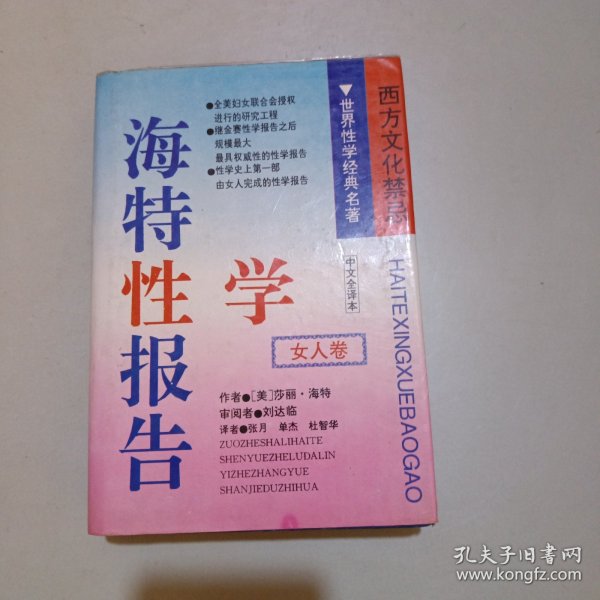 西方文化禁忌
▼世界性学经典名著
中文全译本
●全美妇女联合会授权
进行的研究工程
●继金赛性学报告之后
规模最大
最具权威性的性学报告
●性学史上第一部
由女人完成的性学报告
海特性学报告
女人卷
作者●[美]莎丽·海特
审阅者●刘达临
译者●张月 单杰 杜智华
ZUOZHESHALIHAITE
SHENYUEZHELUDALIN
YIZHEZHANGYUE
SHANJIEDUZHIHUA
HAITEXINGXUEBAOGAO
孔夫子旧书网
www.kongfz.com